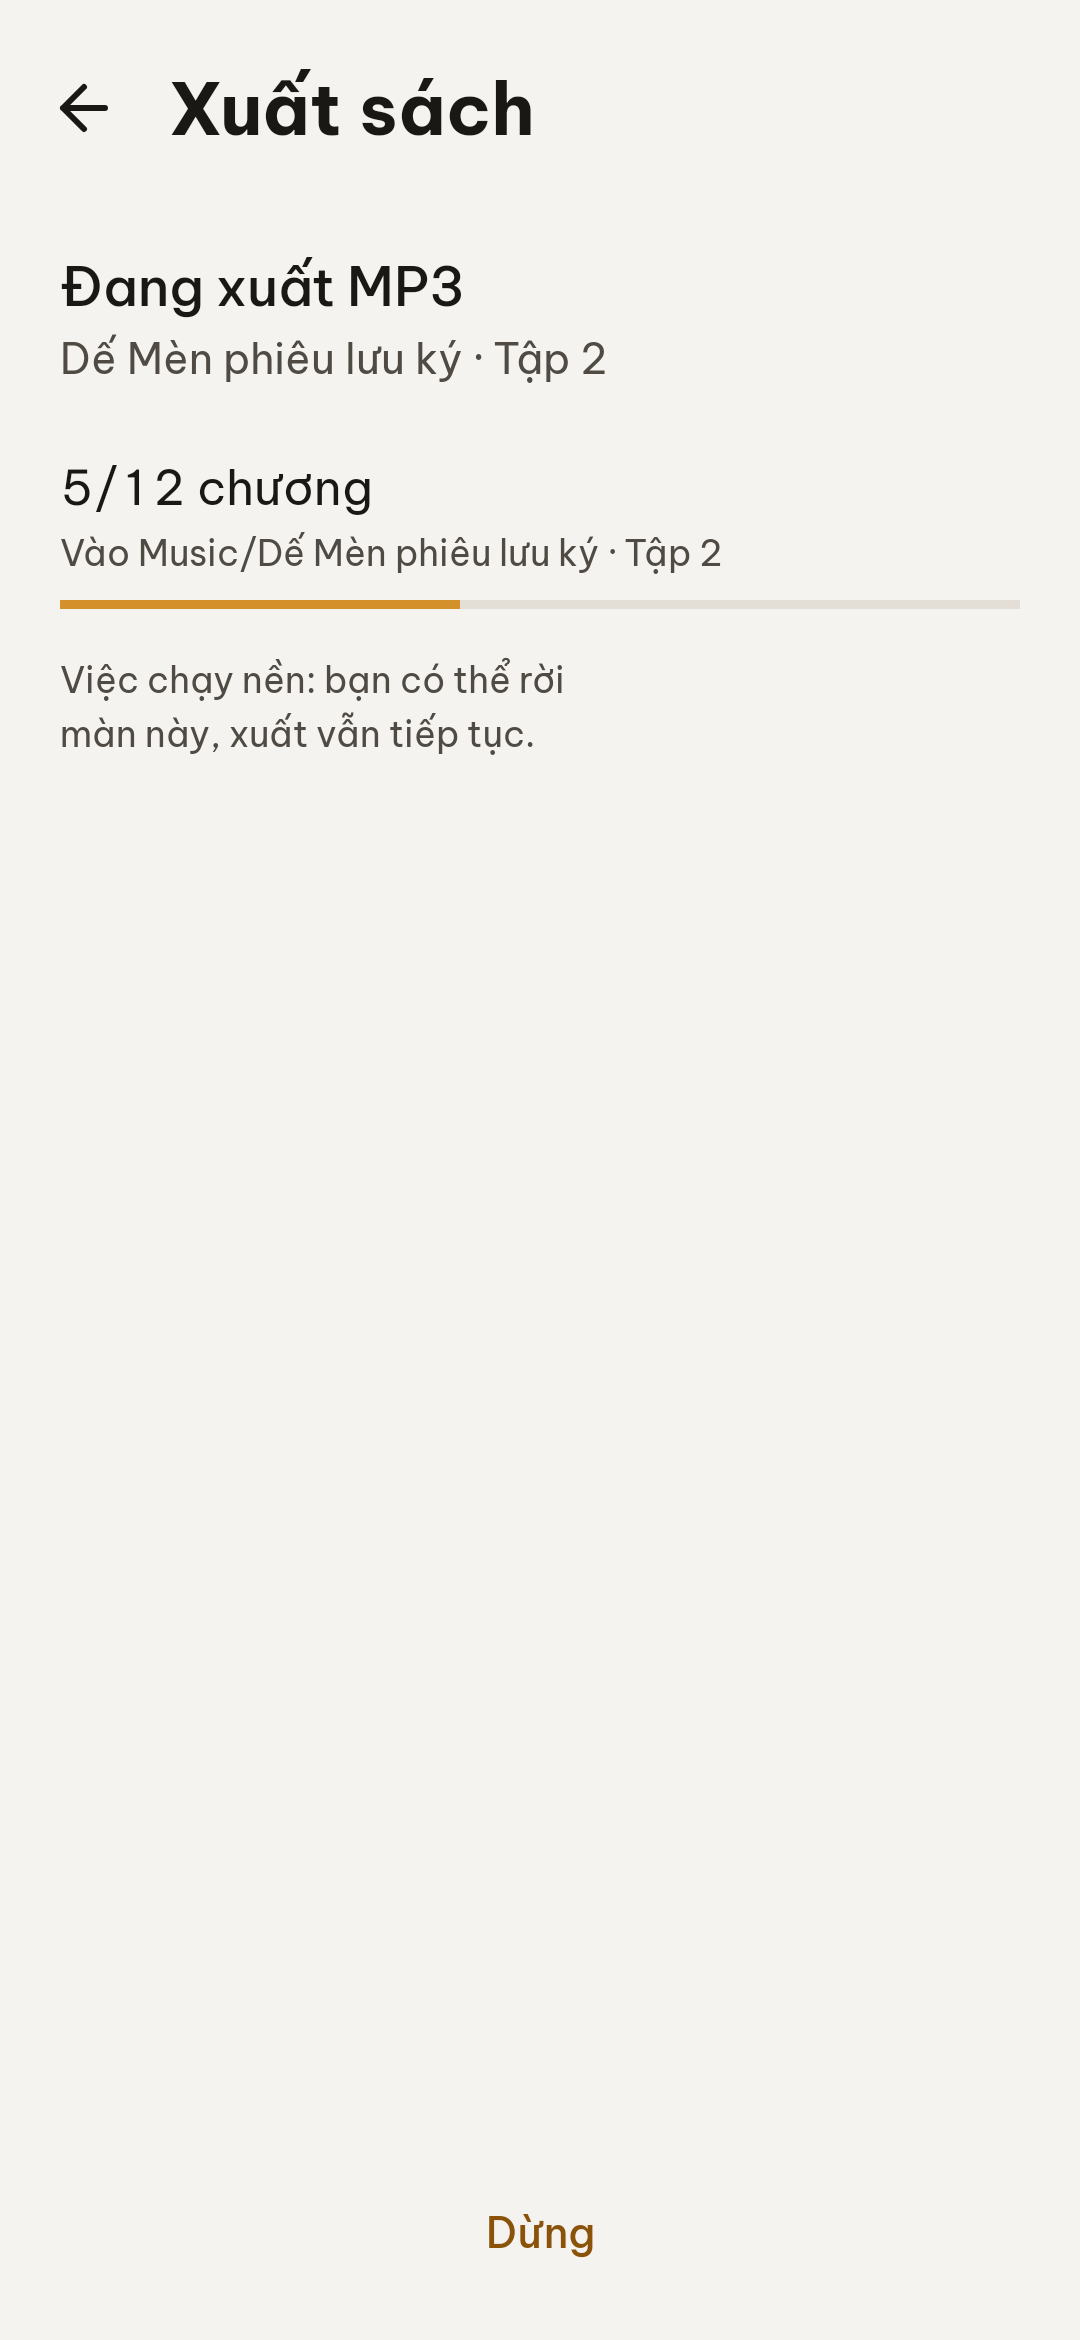 Xuất sách
Đang xuất MP3
Dế Mèn phiêu lưu ký · Tập 2
5/12 chương
Vào Music/Dế Mèn phiêu lưu ký · Tập 2
Việc chạy nền: bạn có thể rời
màn này, xuất vẫn tiếp tục.
Dừng